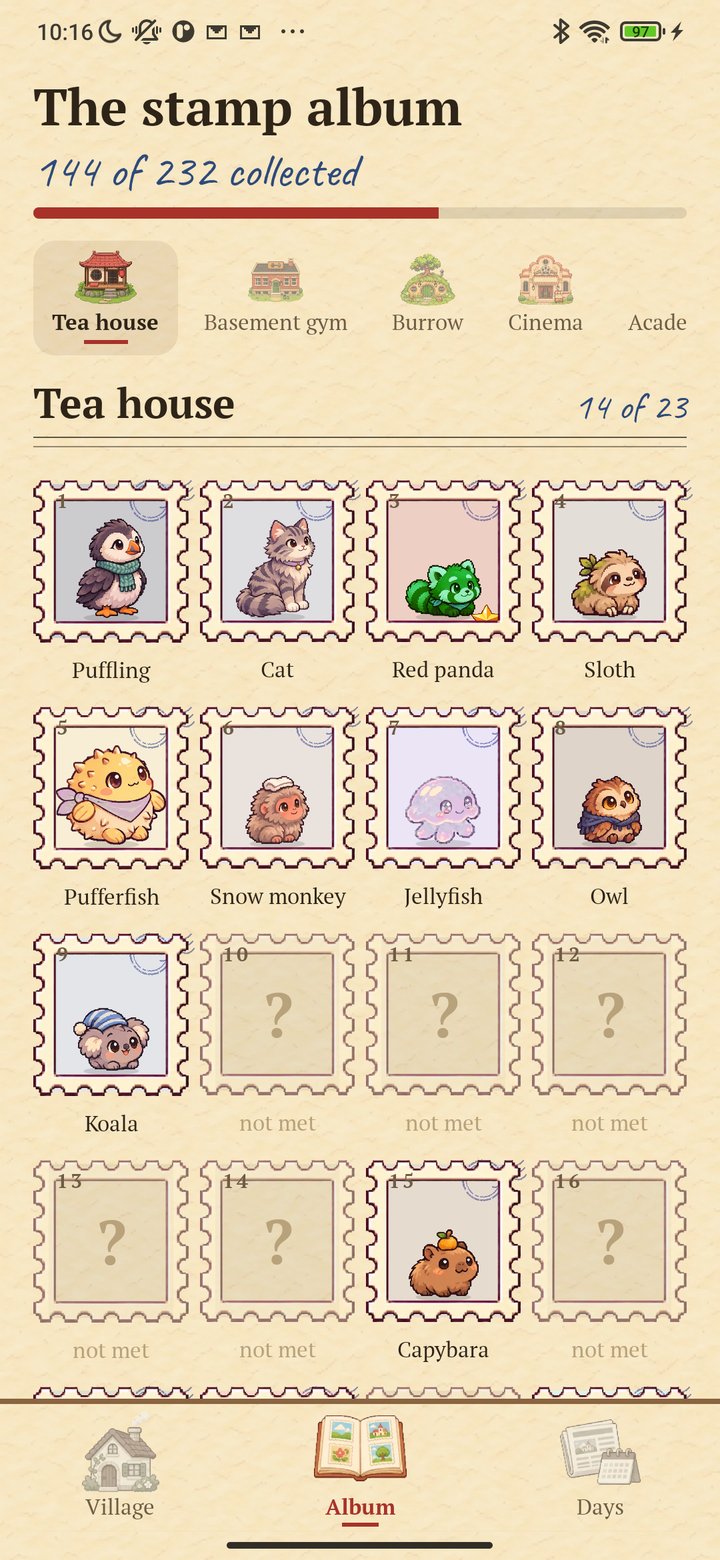 10:16
97
The stamp album
144 of 232 collected
Tea house
Basement gym
Burrow
Cinema
Acade
Tea house
14 of 23
1
2
3
4
Puffling
Cat
Red panda
Sloth
5
6
7
8
Pufferfish
Snow monkey
Jellyfish
Owl
9
10
11
12
?
?
?
Koala
not met
not met
not met
13
14
15
16
?
?
?
not met
not met
Capybara
not met
Village
Album
Days